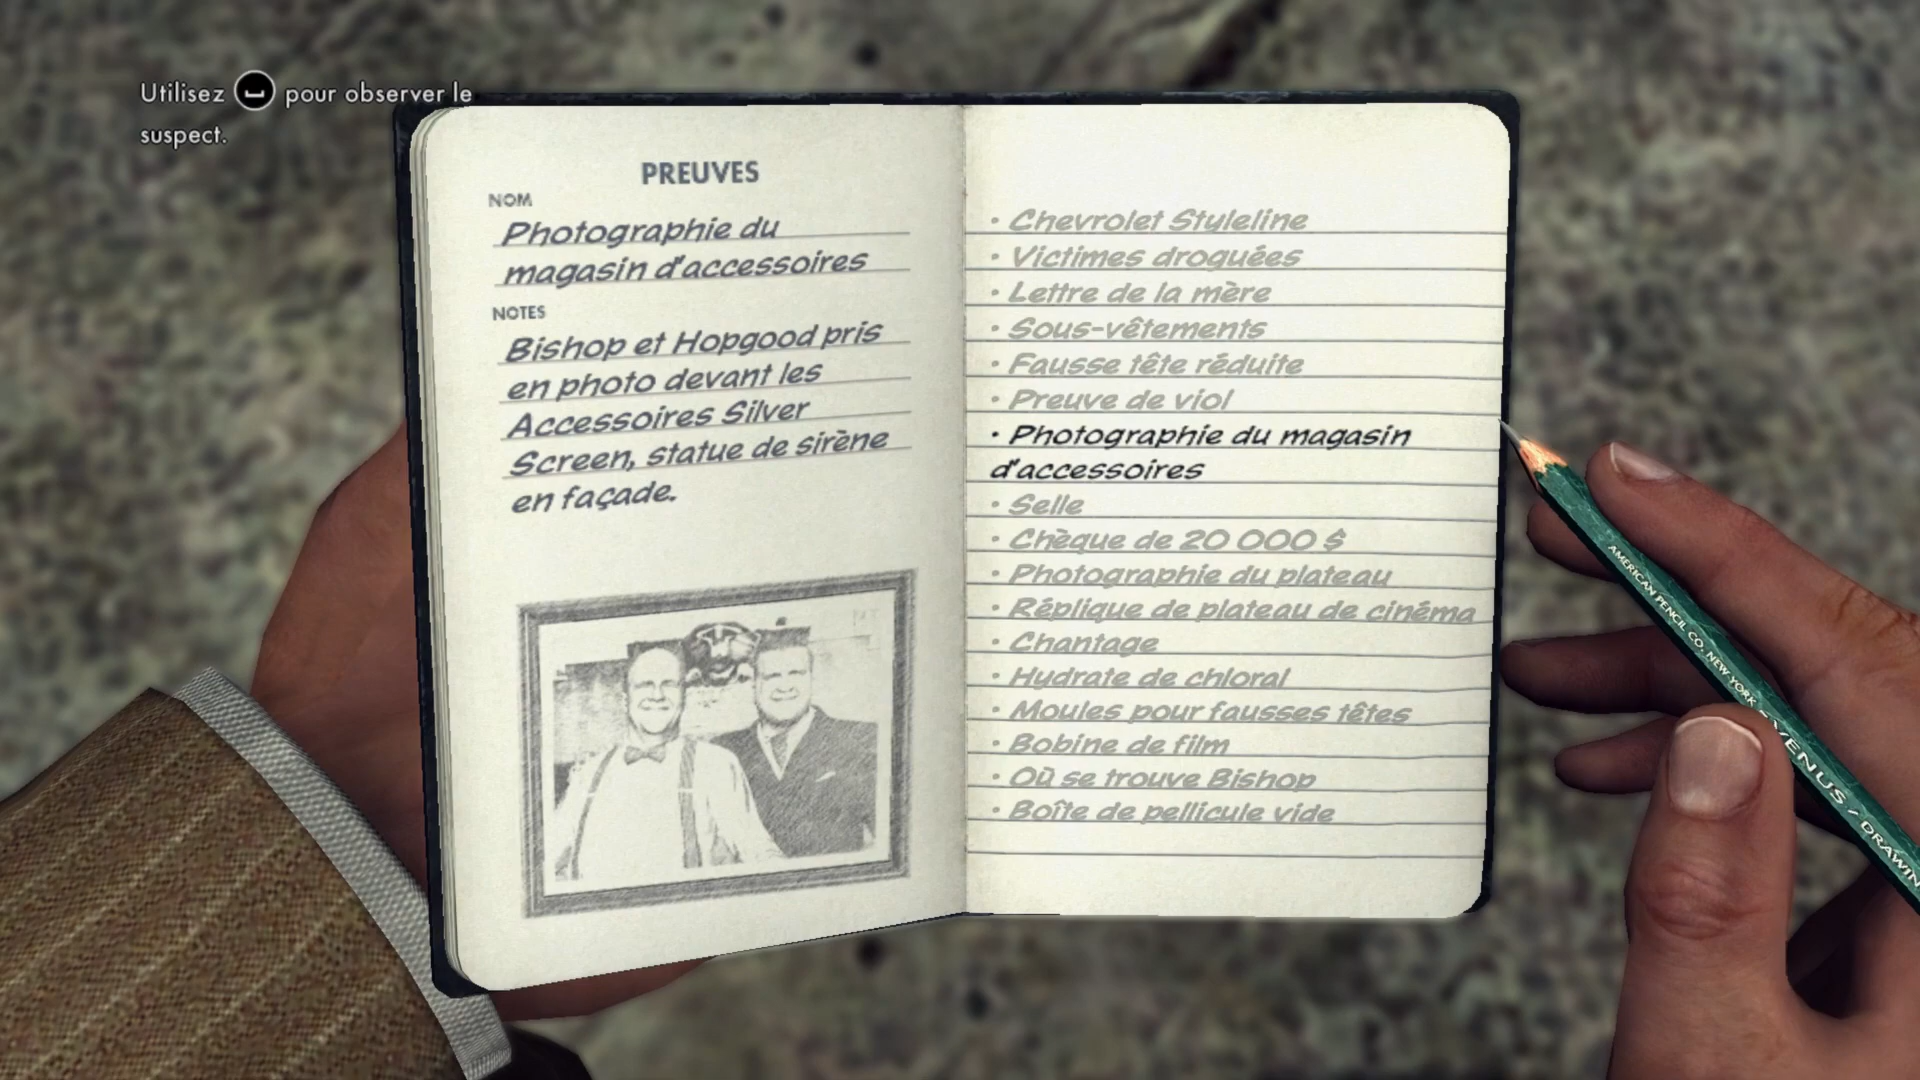 Utilisez pour observer le
suspect.
PREUVES
NOM
Photographie du
magasin d'accessoires
NOTES
Bishop et Hopgood pris
en photo devant les
Accessoires Silver
Screen, statue de sirène
en façade.
• Chevrolet Styleline
• Victimes droguées
• Lettre de la mère
• Sous-vêtements
• Fausse tête réduite
• Preuve de viol
• Photographie du magasin
d'accessoires
• Selle
• Chèque de 20 000 $
• Photographie du plateau
• Réplique de plateau de cinéma
• Chantage
• Hydrate de chloral
• Moules pour fausses têtes
• Bobine de film
• Où se trouve Bishop
• Boîte de pellicule vide
AMERICAN PENCIL CO. NEW YORK VENUS / DRAWIN